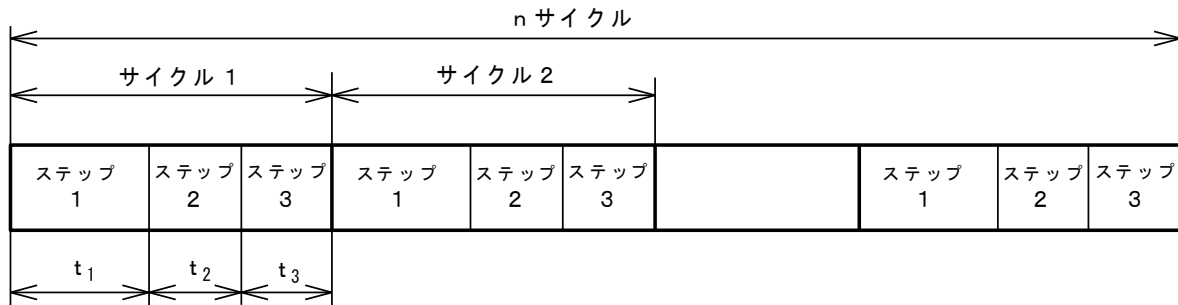 nサイクル
サイクル1 サイクル2
ステップ ステップ ステップ ステップ ステップ ステップ ステップ ステップ ステップ
1 2 3 1 2 3 1 2 3
t₁ t₂ t₃